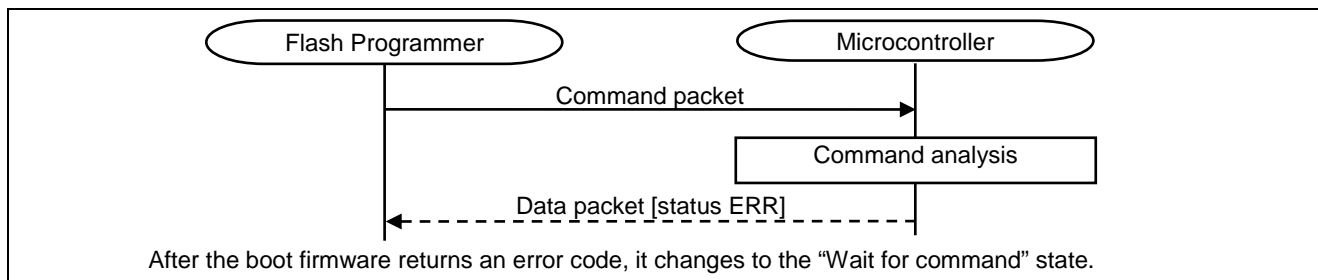 Flash Programmer
Microcontroller
Command packet
Command analysis
Data packet [status ERR]
After the boot firmware returns an error code, it changes to the “Wait for command” state.